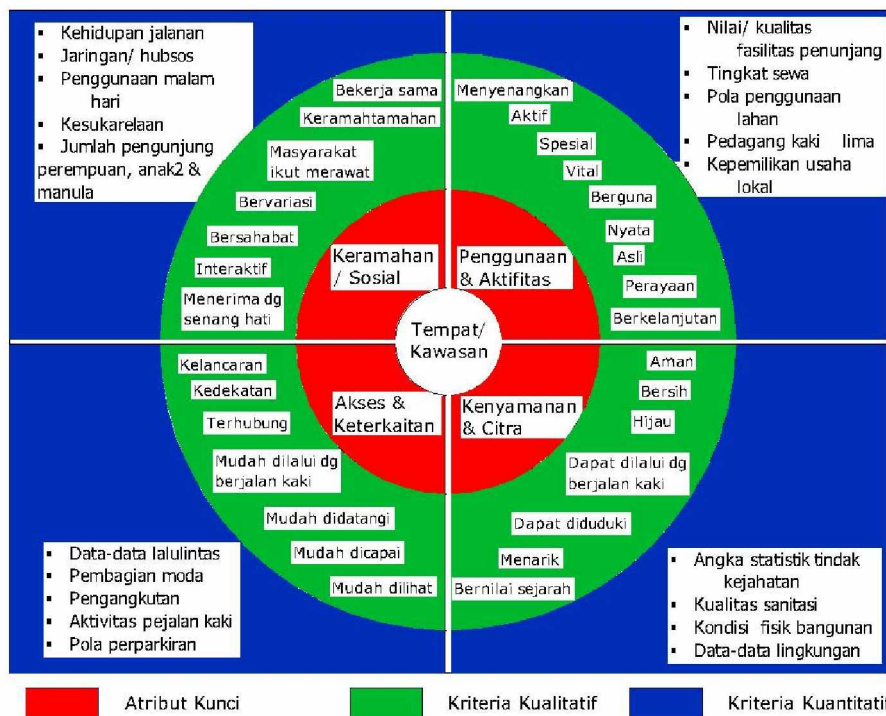 ▪ Kehidupan jalanan
▪ Jaringan/ hubsos
▪ Penggunaan malam
hari
▪ Kesukarelaan
▪ Jumlah pengunjung
perempuan, anak2 &
manula
▪ Nilai/ kualitas
fasilitas penunjang
▪ Tingkat sewa
▪ Pola penggunaan
lahan
▪ Pedagang kaki lima
▪ Kepemilikan usaha
lokal
Bekerja sama
Keramahtamahan
Masyarakat
ikut merawat
Bervariasi
Bersahabat
Interaktif
Menerima dg
senang hati
Menyenangkan
Aktif
Spesial
Vital
Berguna
Nyata
Asli
Perayaan
Berkelanjutan
Keramahan
/ Sosial
Penggunaan
& Aktifitas
Tempat/
Kawasan
Akses &
Keterkaitan
Kenyamanan
& Citra
Kelancaran
Kedekatan
Terhubung
Mudah dilalui dg
berjalan kaki
Mudah didatangi
Mudah dicapai
Mudah dilihat
Aman
Bersih
Hijau
Dapat dilalui dg
berjalan kaki
Dapat diduduki
Menarik
Bernilai sejarah
▪ Data-data lalulintas
▪ Pembagian moda
▪ Pengangkutan
▪ Aktivitas pejalan kaki
▪ Pola perparkiran
▪ Angka statistik tindak
kejahatan
▪ Kualitas sanitasi
▪ Kondisi fisik bangunan
▪ Data-data lingkungan
Atribut Kunci
Kriteria Kualitatif
Kriteria Kuantitati